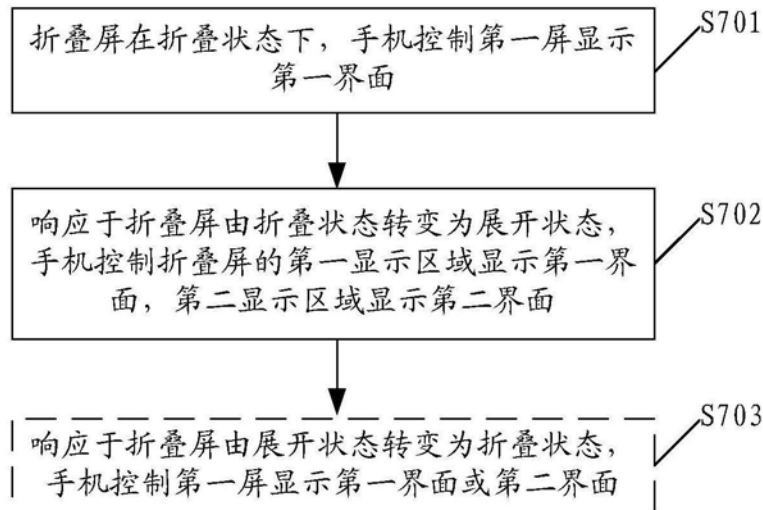 折叠屏在折叠状态下，手机控制第一屏显示
第一界面
S701
响应于折叠屏由折叠状态转变为展开状态，
手机控制折叠屏的第一显示区域显示第一界
面，第二显示区域显示第二界面
S702
响应于折叠屏由展开状态转变为折叠状态，
手机控制第一屏显示第一界面或第二界面
S703